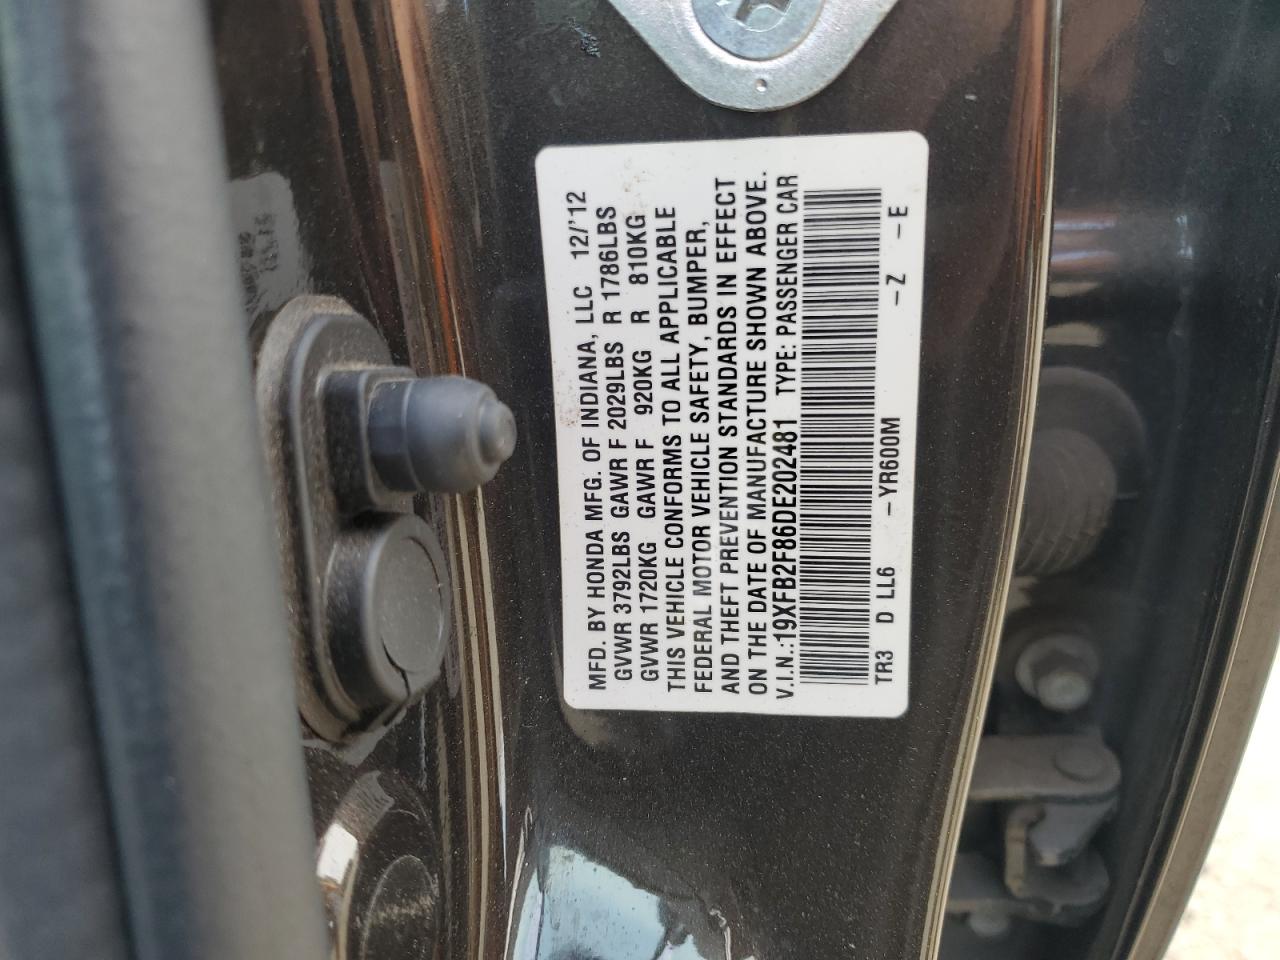 MFD. BY HONDA MFG. OF INDIANA, LLC 12/'12
GVWR 3792LBS GAWR F 2029LBS R 1786LBS
GVWR 1720KG GAWR F 920KG R 810KG
THIS VEHICLE CONFORMS TO ALL APPLICABLE
FEDERAL MOTOR VEHICLE SAFETY, BUMPER,
AND THEFT PREVENTION STANDARDS IN EFFECT
ON THE DATE OF MANUFACTURE SHOWN ABOVE.
V.I.N.:19XFB2F86DE202481 TYPE: PASSENGER CAR
TR3 D LL6 -YR600M -Z -E